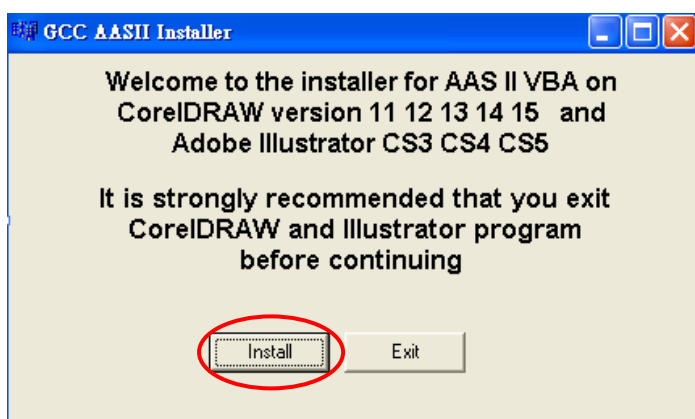 GCC AASII Installer
Welcome to the installer for AAS II VBA on
CorelDRAW version 11 12 13 14 15 and
Adobe Illustrator CS3 CS4 CS5
It is strongly recommended that you exit
CorelDRAW and Illustrator program
before continuing
Install Exit